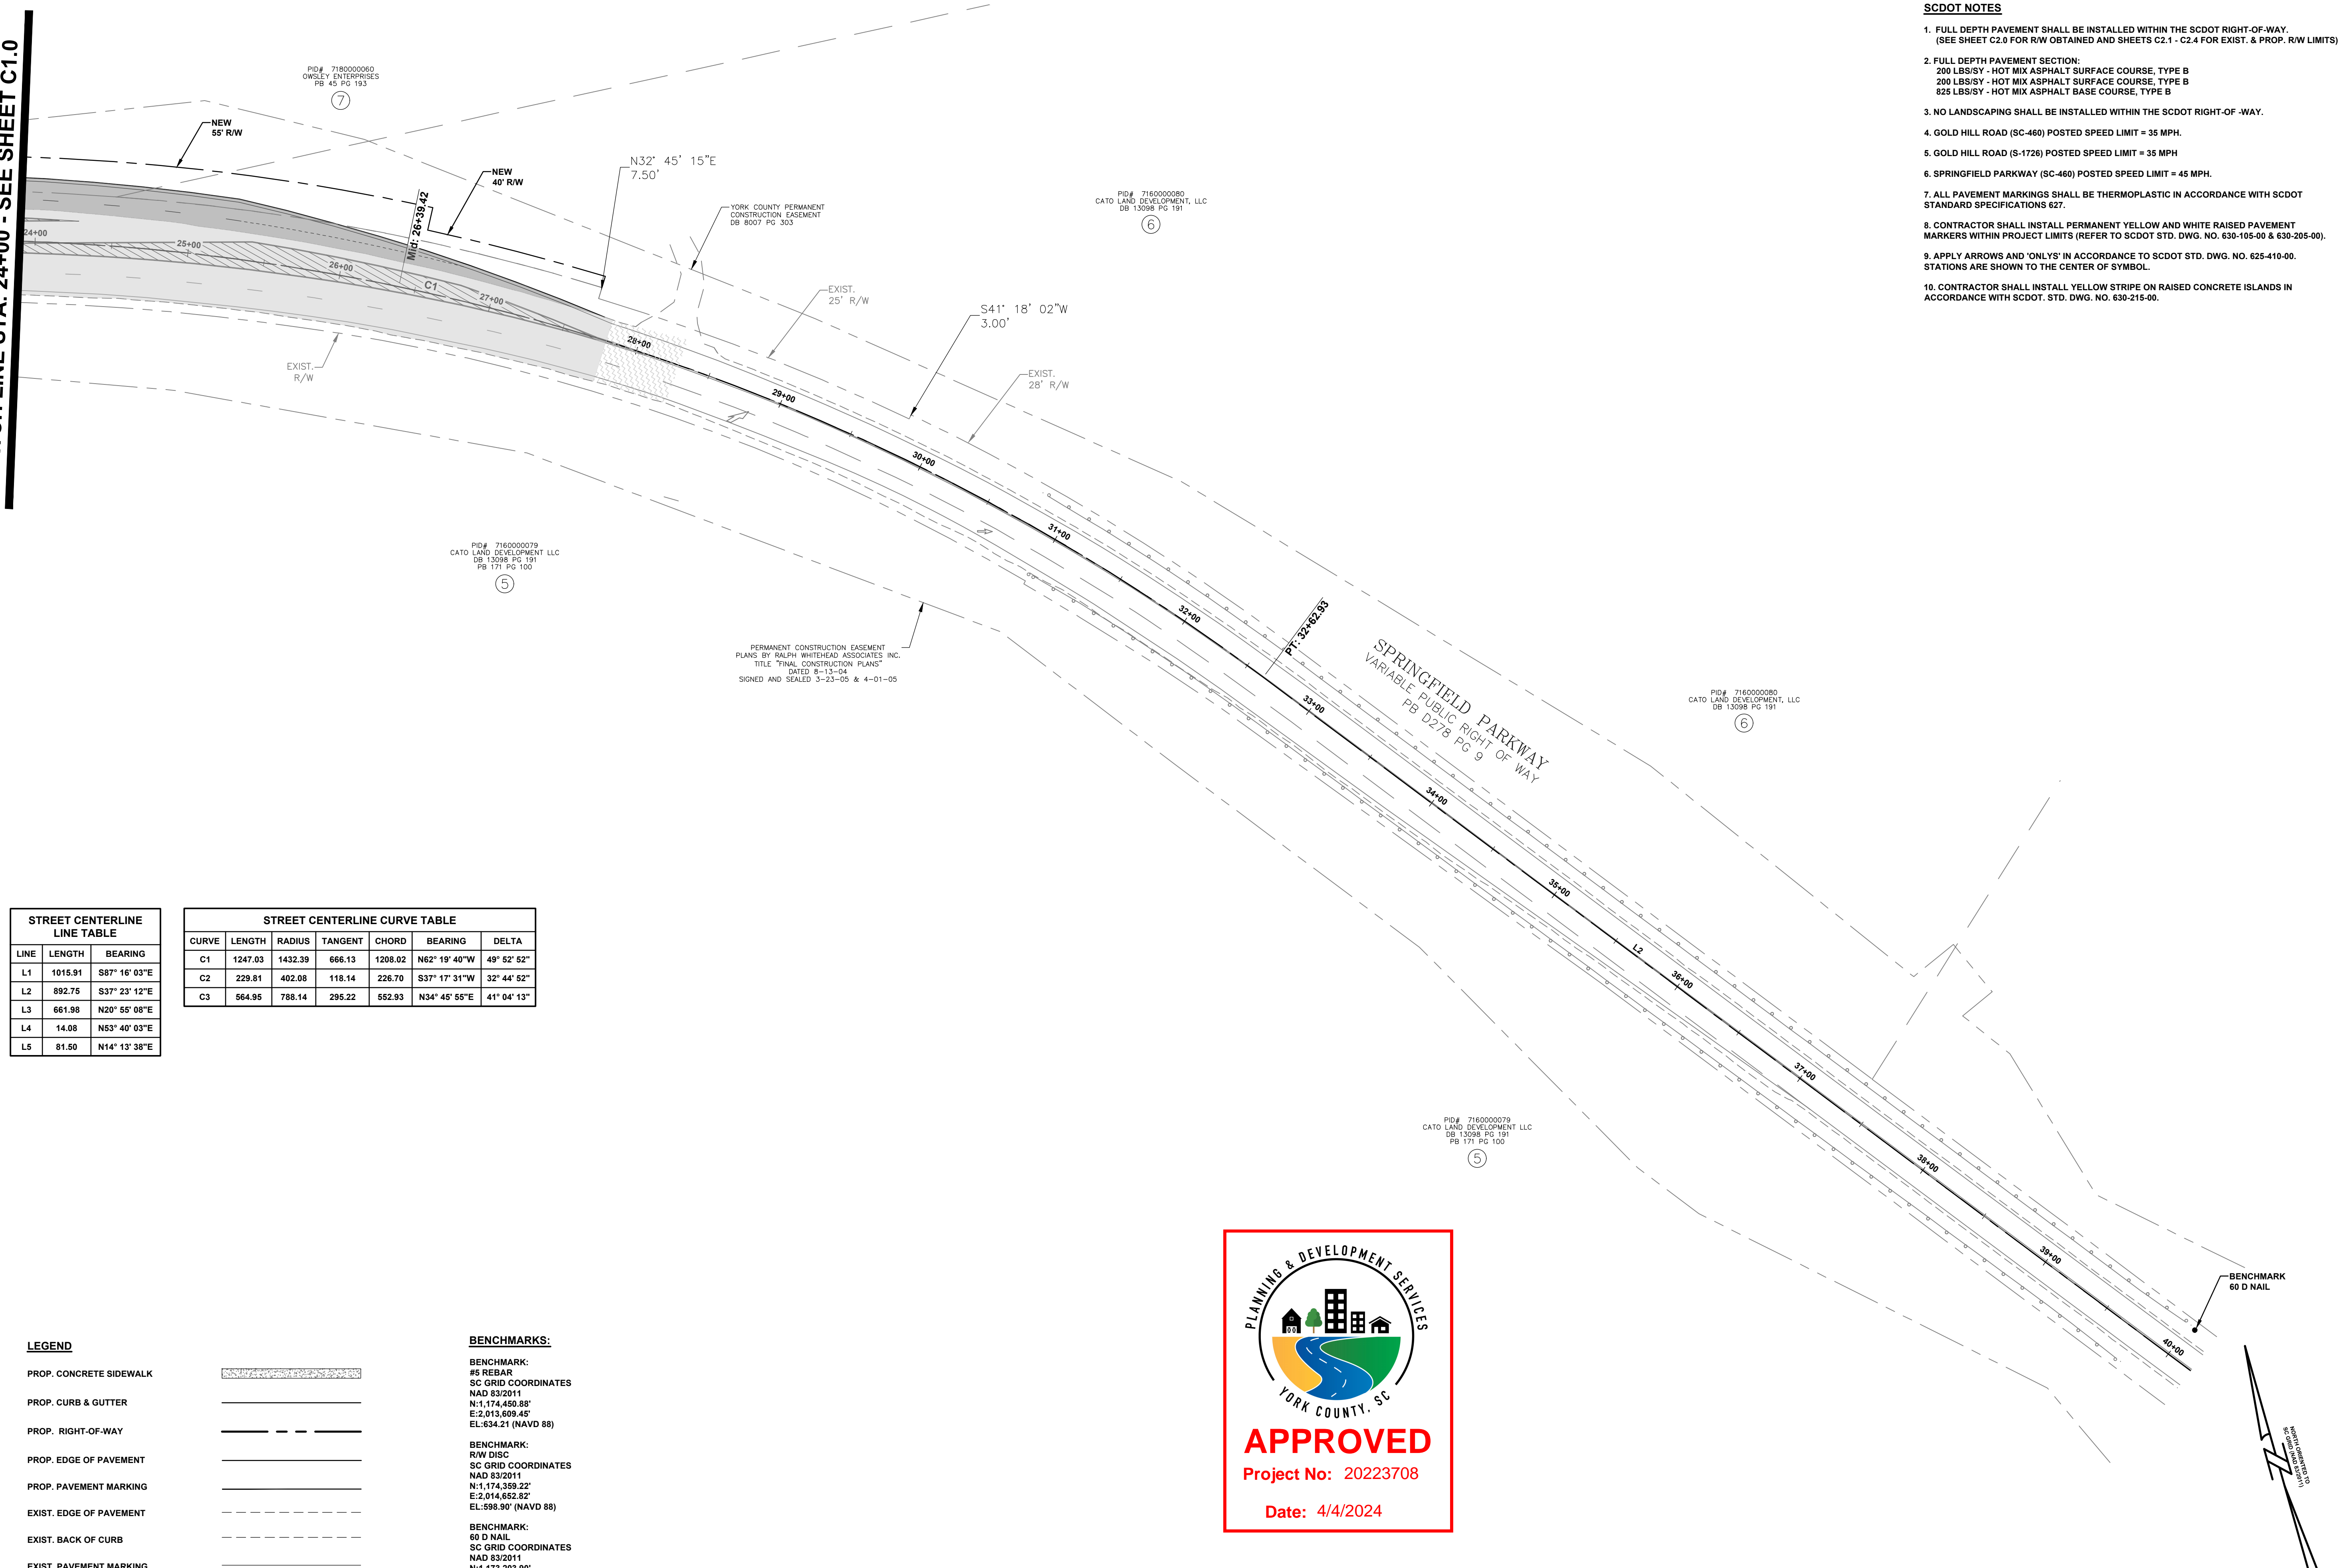 SEE SHEET C1.0
24+00 - SEE SHEET C1.0
PID# 7180000060
OWSLEY ENTERPRISES
PB 45 PG 193
7
NEW
55' R/W
NEW
40' R/W
N32° 45' 15"E
7.50'
Mid: 26+39.42
YORK COUNTY PERMANENT
CONSTRUCTION EASEMENT
DB 8007 PG 303
PID# 7160000080
CATO LAND DEVELOPMENT, LLC
DB 13098 PG 191
6
24+00
25+00
26+00
C1
27+00
28+00
EXIST.
25' R/W
S41° 18' 02"W
3.00'
EXIST.
R/W
EXIST.
28' R/W
29+00
30+00
31+00
32+00
PT: 32+62.93
33+00
34+00
35+00
L2
36+00
37+00
38+00
39+00
40+00
PID# 7160000079
CATO LAND DEVELOPMENT LLC
DB 13098 PG 191
PB 171 PG 100
5
PERMANENT CONSTRUCTION EASEMENT
PLANS BY RALPH WHITEHEAD ASSOCIATES INC.
TITLE "FINAL CONSTRUCTION PLANS"
DATED 8-13-04
SIGNED AND SEALED 3-23-05 & 4-01-05
SPRINGFIELD PARKWAY
VARIABLE PUBLIC RIGHT OF WAY
PB D278 PG 9
PID# 7160000080
CATO LAND DEVELOPMENT, LLC
DB 13098 PG 191
6
PID# 7160000079
CATO LAND DEVELOPMENT LLC
DB 13098 PG 191
PB 171 PG 100
5
BENCHMARK
60 D NAIL
NORTH ORIENTED TO
SC GRID (NAD 83/2011)
SCDOT NOTES
1. FULL DEPTH PAVEMENT SHALL BE INSTALLED WITHIN THE SCDOT RIGHT-OF-WAY.
(SEE SHEET C2.0 FOR R/W OBTAINED AND SHEETS C2.1 - C2.4 FOR EXIST. & PROP. R/W LIMITS)
2. FULL DEPTH PAVEMENT SECTION:
200 LBS/SY - HOT MIX ASPHALT SURFACE COURSE, TYPE B
200 LBS/SY - HOT MIX ASPHALT SURFACE COURSE, TYPE B
825 LBS/SY - HOT MIX ASPHALT BASE COURSE, TYPE B
3. NO LANDSCAPING SHALL BE INSTALLED WITHIN THE SCDOT RIGHT-OF -WAY.
4. GOLD HILL ROAD (SC-460) POSTED SPEED LIMIT = 35 MPH.
5. GOLD HILL ROAD (S-1726) POSTED SPEED LIMIT = 35 MPH
6. SPRINGFIELD PARKWAY (SC-460) POSTED SPEED LIMIT = 45 MPH.
7. ALL PAVEMENT MARKINGS SHALL BE THERMOPLASTIC IN ACCORDANCE WITH SCDOT
STANDARD SPECIFICATIONS 627.
8. CONTRACTOR SHALL INSTALL PERMANENT YELLOW AND WHITE RAISED PAVEMENT
MARKERS WITHIN PROJECT LIMITS (REFER TO SCDOT STD. DWG. NO. 630-105-00 & 630-205-00).
9. APPLY ARROWS AND 'ONLYS' IN ACCORDANCE TO SCDOT STD. DWG. NO. 625-410-00.
STATIONS ARE SHOWN TO THE CENTER OF SYMBOL.
10. CONTRACTOR SHALL INSTALL YELLOW STRIPE ON RAISED CONCRETE ISLANDS IN
ACCORDANCE WITH SCDOT. STD. DWG. NO. 630-215-00.
STREET CENTERLINE
LINE TABLE
LINE LENGTH BEARING
L1 1015.91 S87° 16' 03"E
L2 892.75 S37° 23' 12"E
L3 661.98 N20° 55' 08"E
L4 14.08 N53° 40' 03"E
L5 81.50 N14° 13' 38"E
STREET CENTERLINE CURVE TABLE
CURVE LENGTH RADIUS TANGENT CHORD BEARING DELTA
C1 1247.03 1432.39 666.13 1208.02 N62° 19' 40"W 49° 52' 52"
C2 229.81 402.08 118.14 226.70 S37° 17' 31"W 32° 44' 52"
C3 564.95 788.14 295.22 552.93 N34° 45' 55"E 41° 04' 13"
LEGEND
PROP. CONCRETE SIDEWALK
PROP. CURB & GUTTER
PROP. RIGHT-OF-WAY
PROP. EDGE OF PAVEMENT
PROP. PAVEMENT MARKING
EXIST. EDGE OF PAVEMENT
EXIST. BACK OF CURB
EXIST. PAVEMENT MARKING
BENCHMARKS:
BENCHMARK:
#5 REBAR
SC GRID COORDINATES
NAD 83/2011
N:1,174,450.88'
E:2,013,609.45'
EL:634.21 (NAVD 88)
BENCHMARK:
R/W DISC
SC GRID COORDINATES
NAD 83/2011
N:1,174,359.22'
E:2,014,652.82'
EL:598.90' (NAVD 88)
BENCHMARK:
60 D NAIL
SC GRID COORDINATES
NAD 83/2011
PLANNING & DEVELOPMENT SERVICES
YORK COUNTY, SC
APPROVED
Project No: 20223708
Date: 4/4/2024